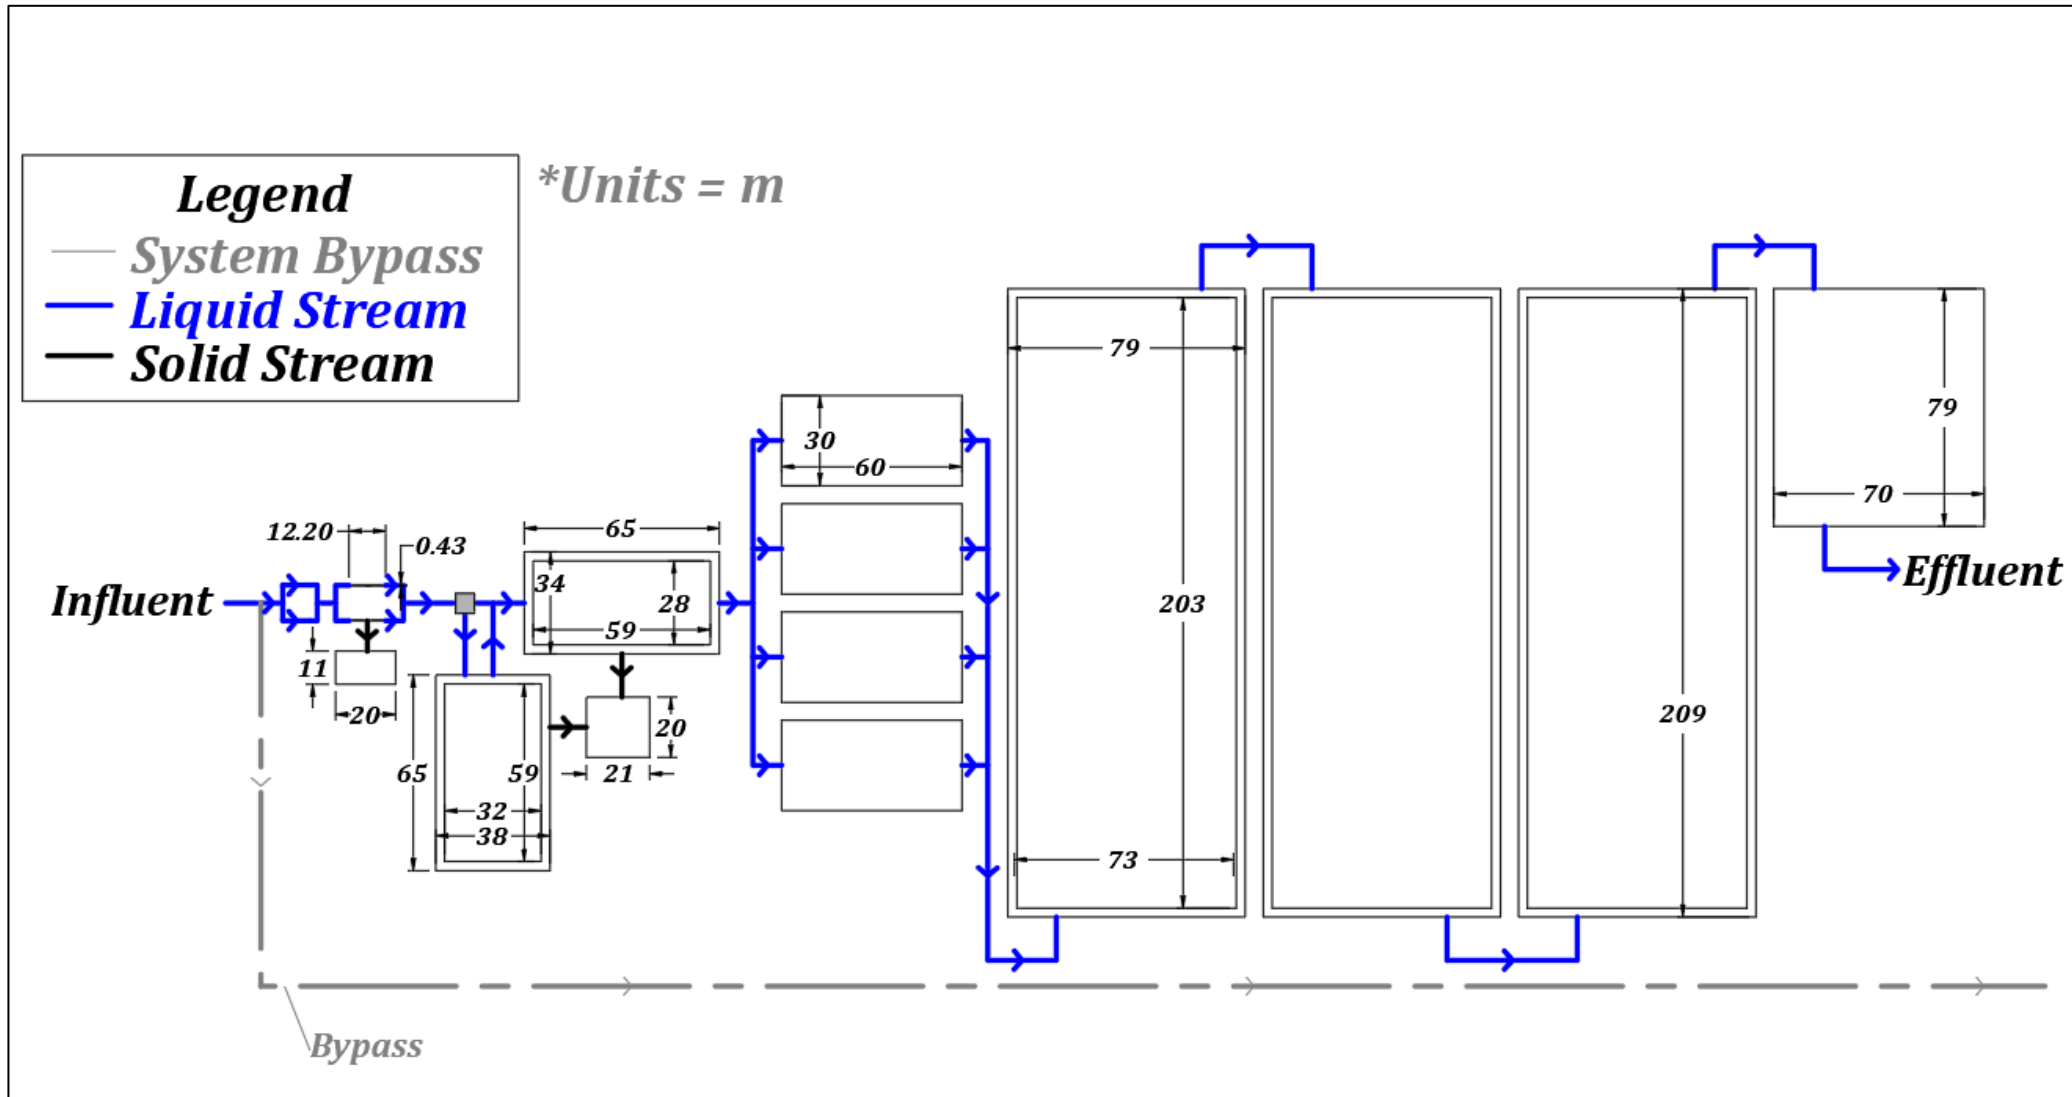 Legend
System Bypass
Liquid Stream
Solid Stream
*Units = m
79
30
60
203
73
209
79
70
Effluent
12.20
0.43
Influent
11
20
65
34
28
59
65
59
32
38
20
21
Bypass